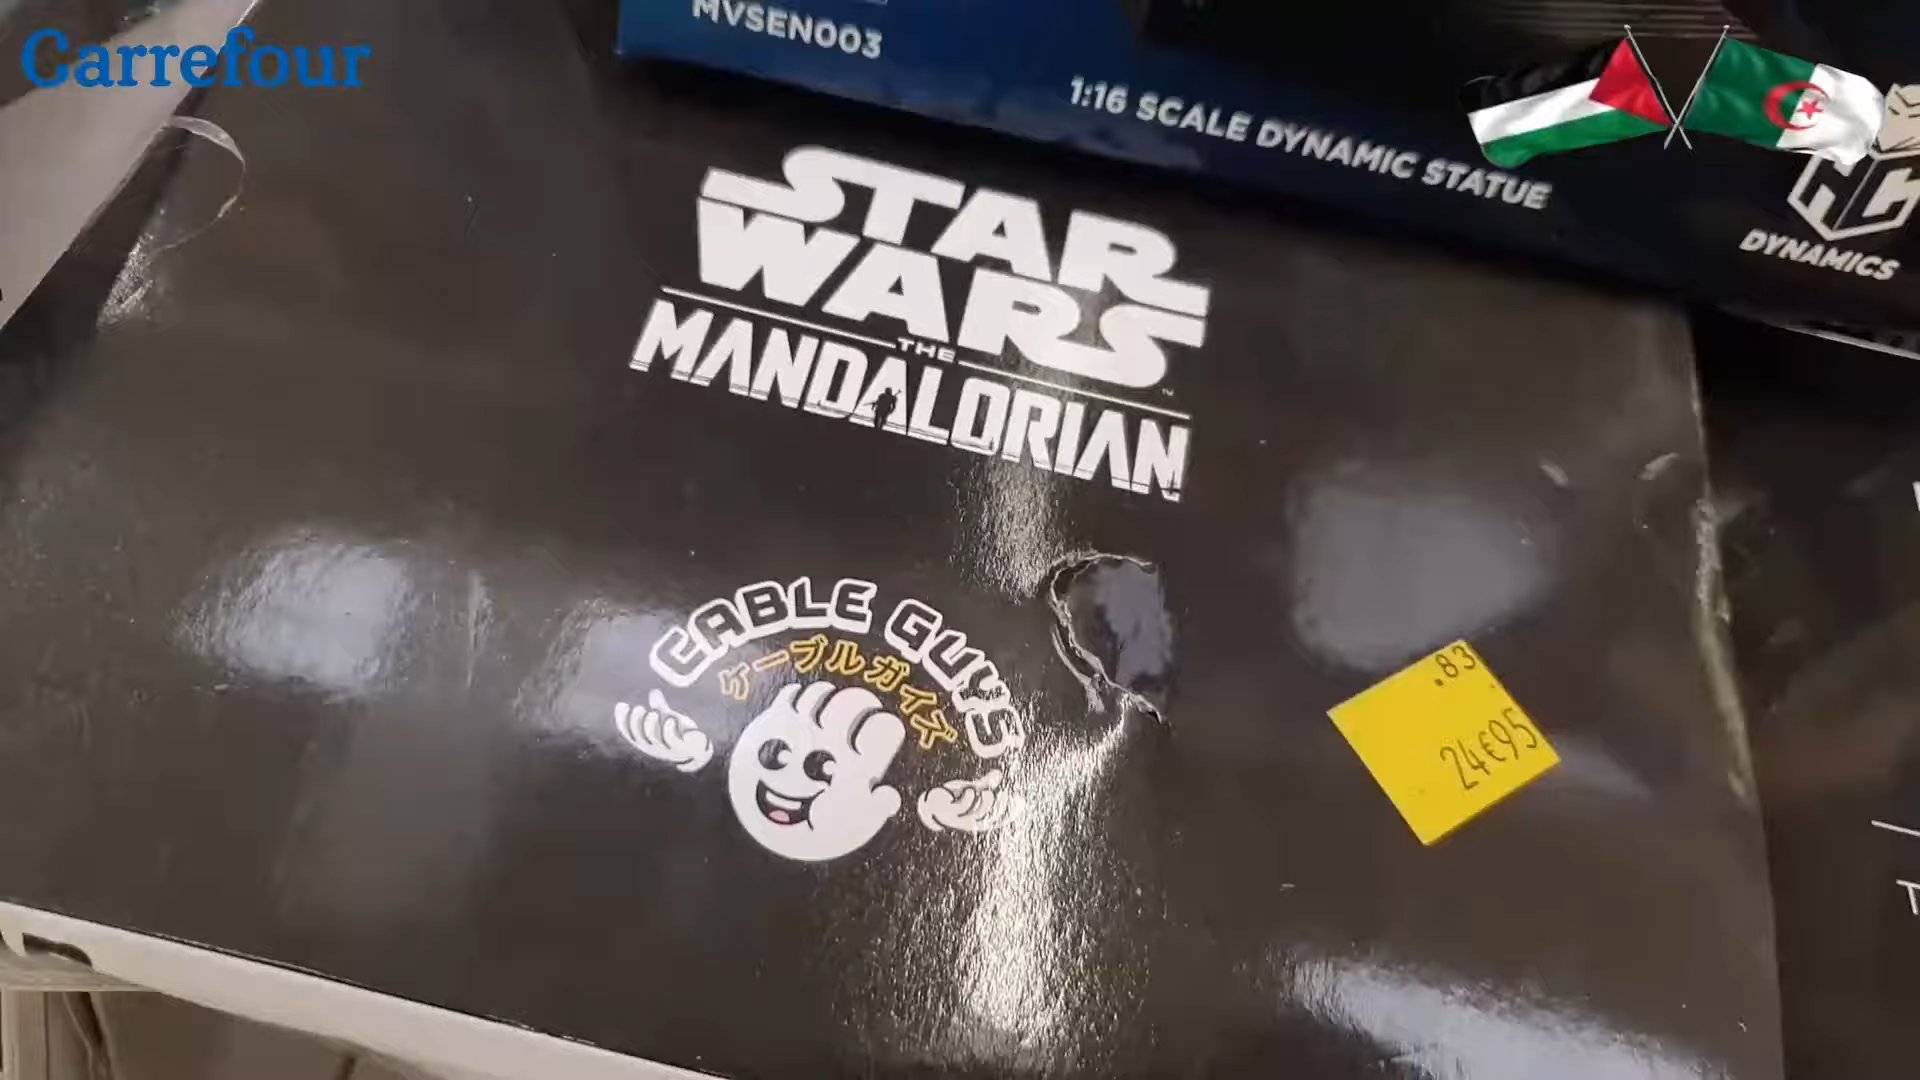 Carrefour
MVSEN003
1:16 SCALE DYNAMIC STATUE
DYNAMICS
STAR
WARS
THE
MANDALORIAN
CABLE GUYS
ケーブルガイズ
.83
24€95